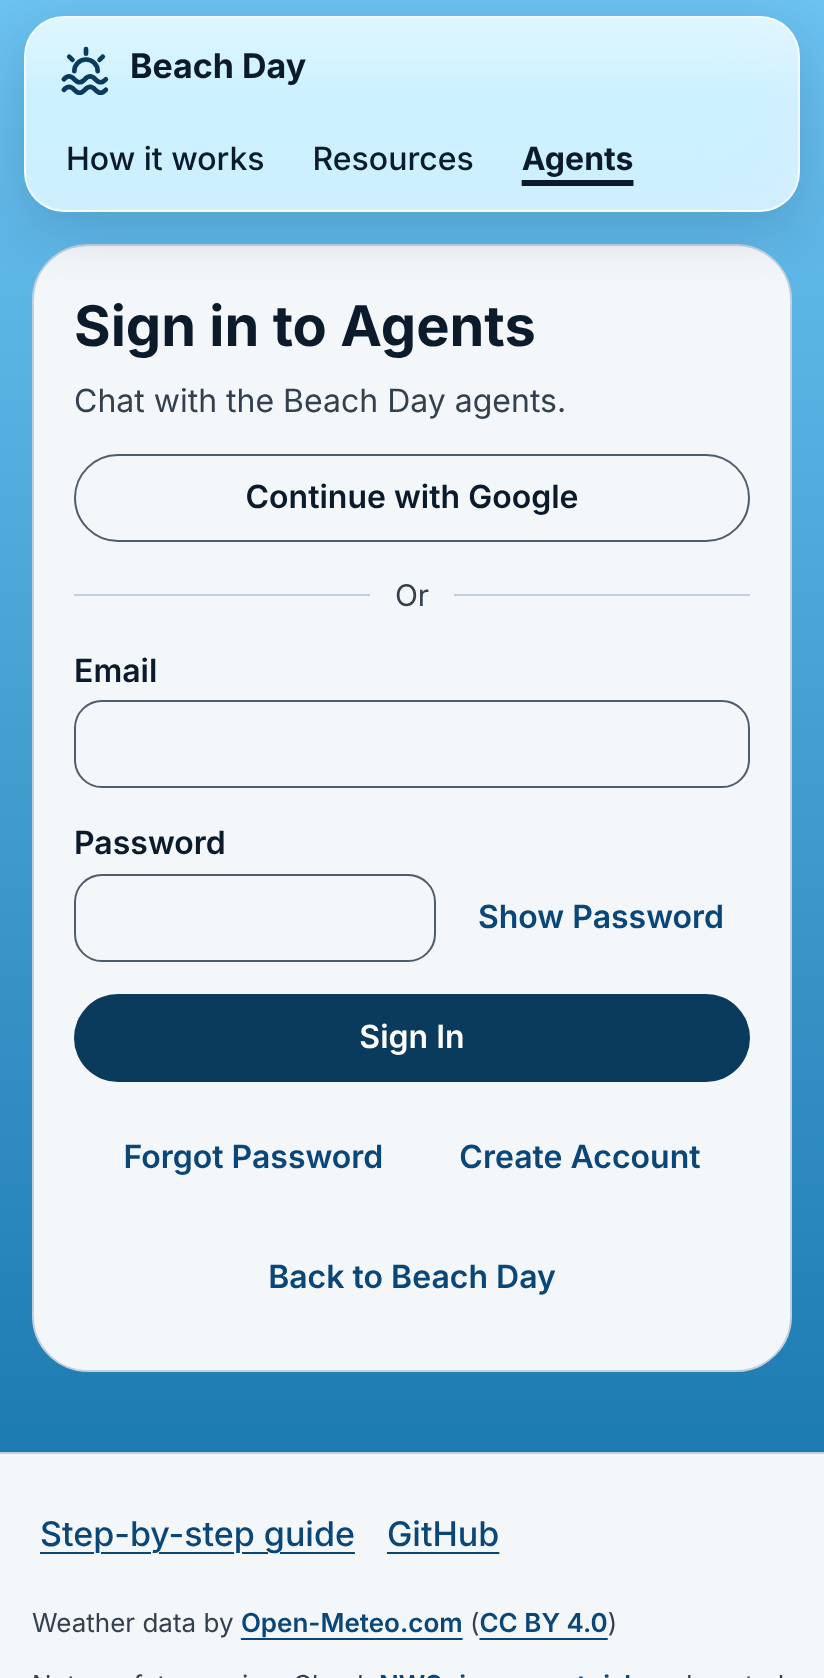 Beach Day
How it works Resources Agents
Sign in to Agents
Chat with the Beach Day agents.
Continue with Google
Or
Email
Password
Show Password
Sign In
Forgot Password Create Account
Back to Beach Day
Step-by-step guide GitHub
Weather data by Open-Meteo.com (CC BY 4.0)